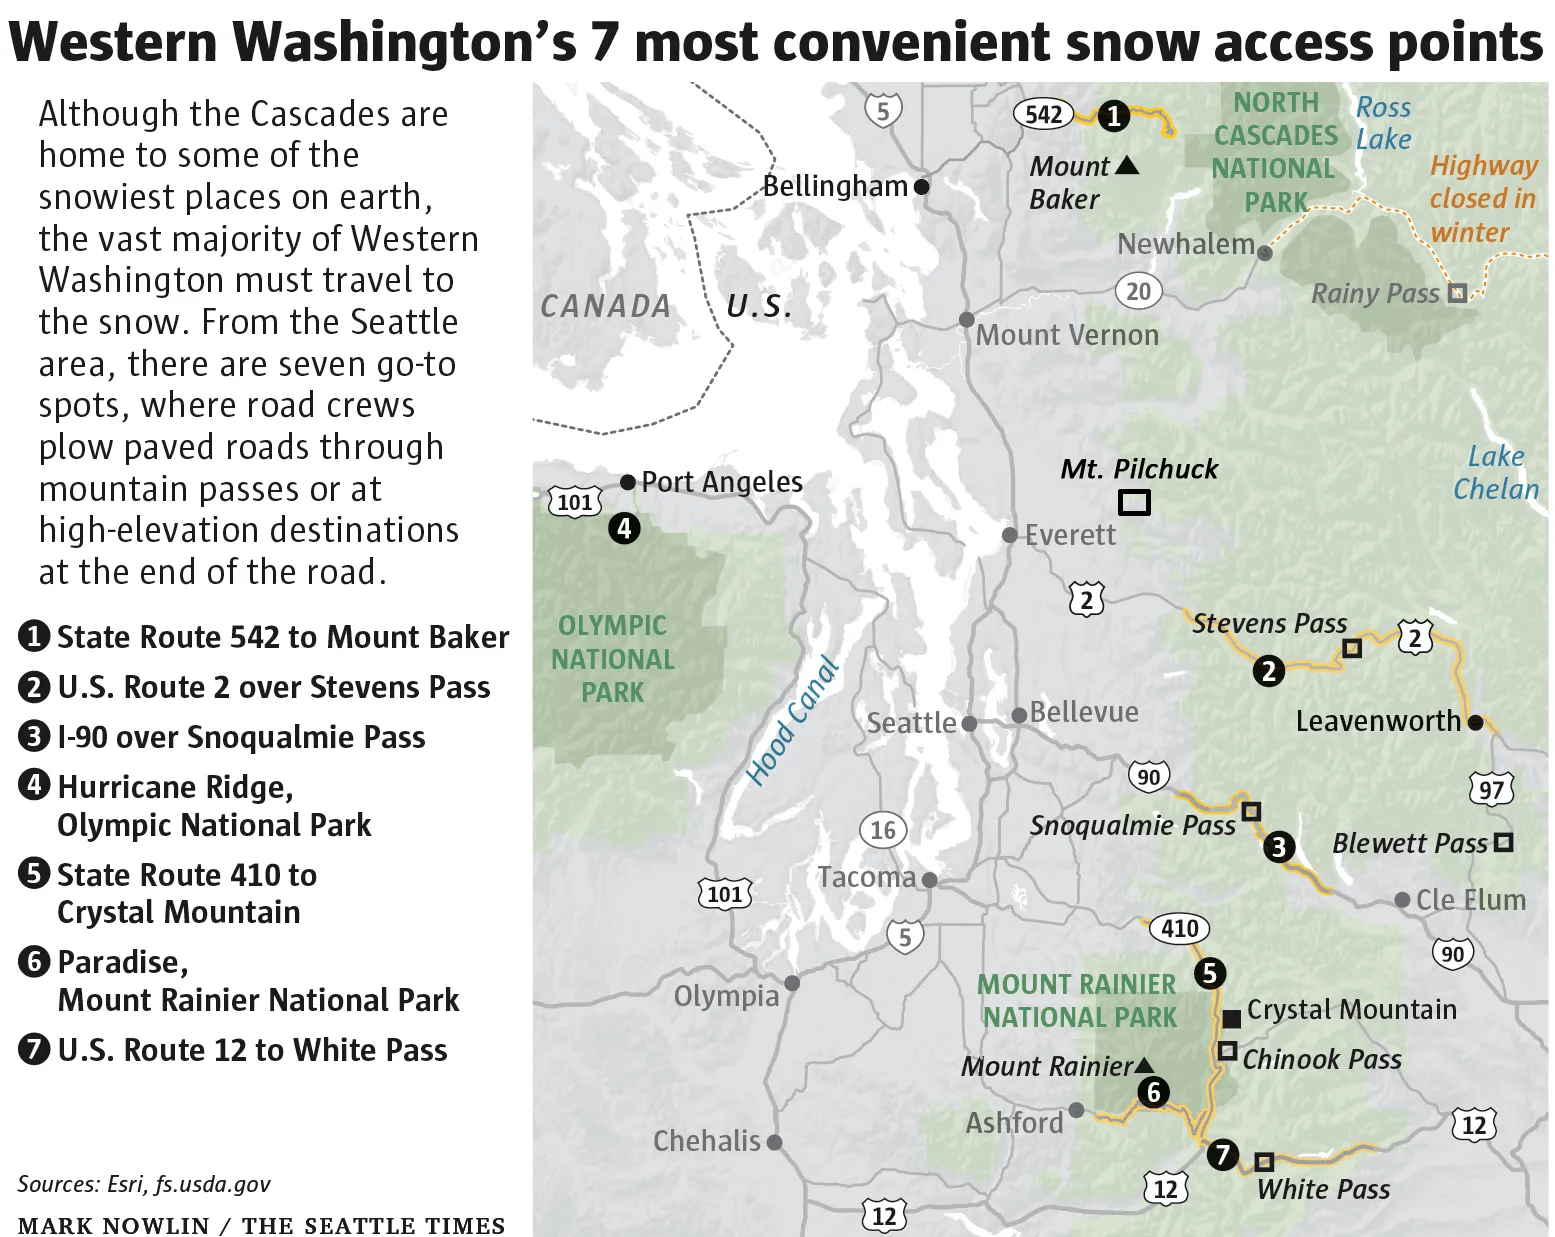 Western Washington's 7 most convenient snow access points
Although the Cascades are
home to some of the
snowiest places on earth,
the vast majority of Western
Washington must travel to
the snow. From the Seattle
area, there are seven go-to
spots, where road crews
plow paved roads through
mountain passes or at
high-elevation destinations
at the end of the road.
1 State Route 542 to Mount Baker
2 U.S. Route 2 over Stevens Pass
3 I-90 over Snoqualmie Pass
4 Hurricane Ridge,
Olympic National Park
5 State Route 410 to
Crystal Mountain
6 Paradise,
Mount Rainier National Park
7 U.S. Route 12 to White Pass
Sources: Esri, fs.usda.gov
MARK NOWLIN / THE SEATTLE TIMES
5
542
1
NORTH
CASCADES
NATIONAL
PARK
Ross
Lake
Mount
Baker
Highway
closed in
winter
Bellingham
Newhalem
CANADA
U.S.
20
Rainy Pass
Mount Vernon
Mt. Pilchuck
Lake
Chelan
Port Angeles
101
4
Everett
2
Stevens Pass
2
2
OLYMPIC
NATIONAL
PARK
Hood Canal
Seattle
Bellevue
Leavenworth
90
97
Snoqualmie Pass
3
Blewett Pass
16
Tacoma
101
Cle Elum
5
410
90
5
MOUNT RAINIER
NATIONAL PARK
Olympia
Crystal Mountain
Chinook Pass
Mount Rainier
6
Ashford
12
Chehalis
7
12
White Pass
12